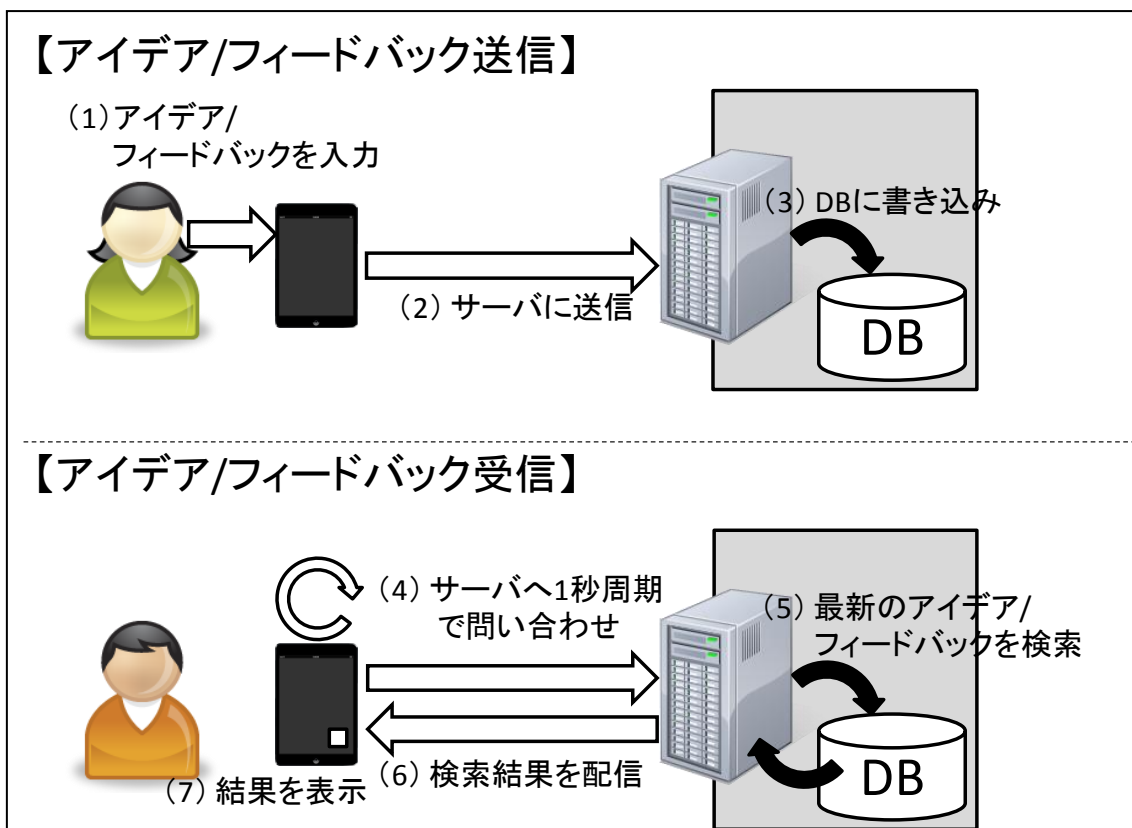 【アイデア/フィードバック送信】
(1)アイデア/
フィードバックを入力
(2) サーバに送信
(3) DBに書き込み
DB
【アイデア/フィードバック受信】
(4) サーバへ1秒周期
で問い合わせ
(5) 最新のアイデア/
フィードバックを検索
(6) 検索結果を配信
(7) 結果を表示
DB